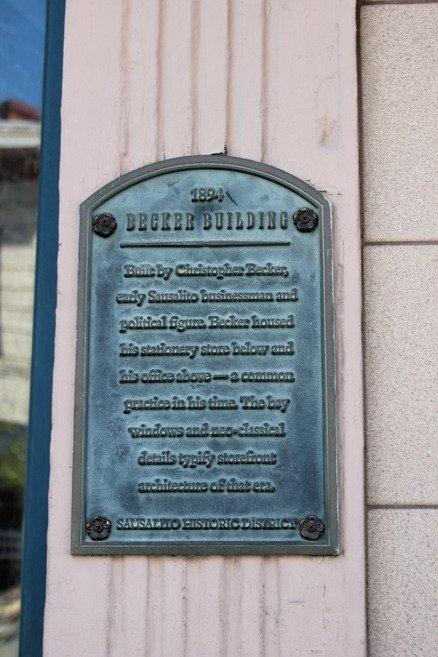 1894
BECKER BUILDING
Built by Christopher Becker,
early Sausalito businessman and
political figure. Becker housed
his stationery store below and
his office above — a common
practice in his time. The bay
windows and neo-classical
details typify storefront
architecture of that era.
SAUSALITO HISTORIC DISTRICT